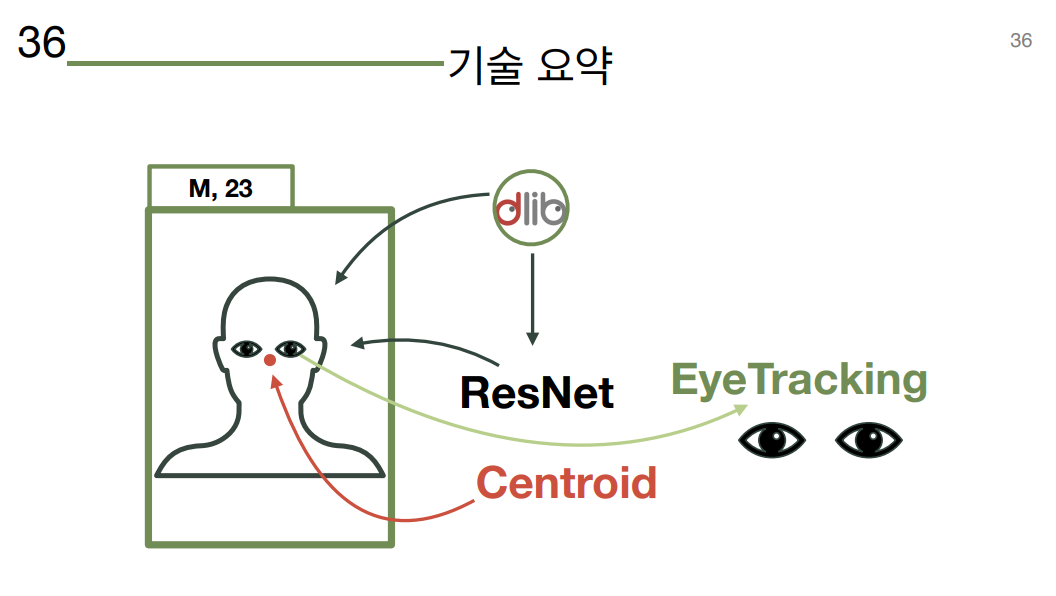 36
기술 요약
36
M, 23
dlib
ResNet
EyeTracking
Centroid